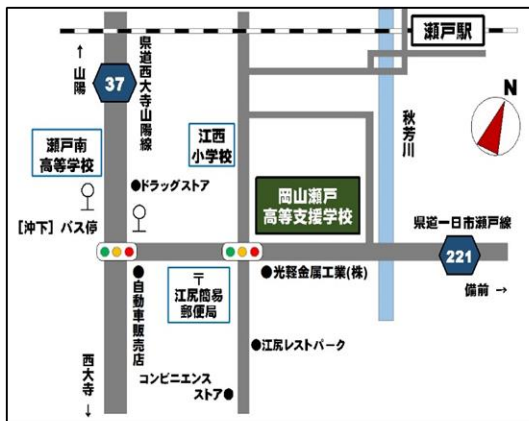 瀬戸駅
↑
山陽
37
県道西大寺山陽線
N
瀬戸南
高等学校
江西
小学校
秋芳川
●ドラッグストア
岡山瀬戸
高等支援学校
[沖下] バス停
県道一日市瀬戸線
221
備前 →
●自動車販売店
〒
江尻簡易
郵便局
●光軽金属工業(株)
●江尻レストパーク
コンビニエンス
ストア●
西大寺
↓